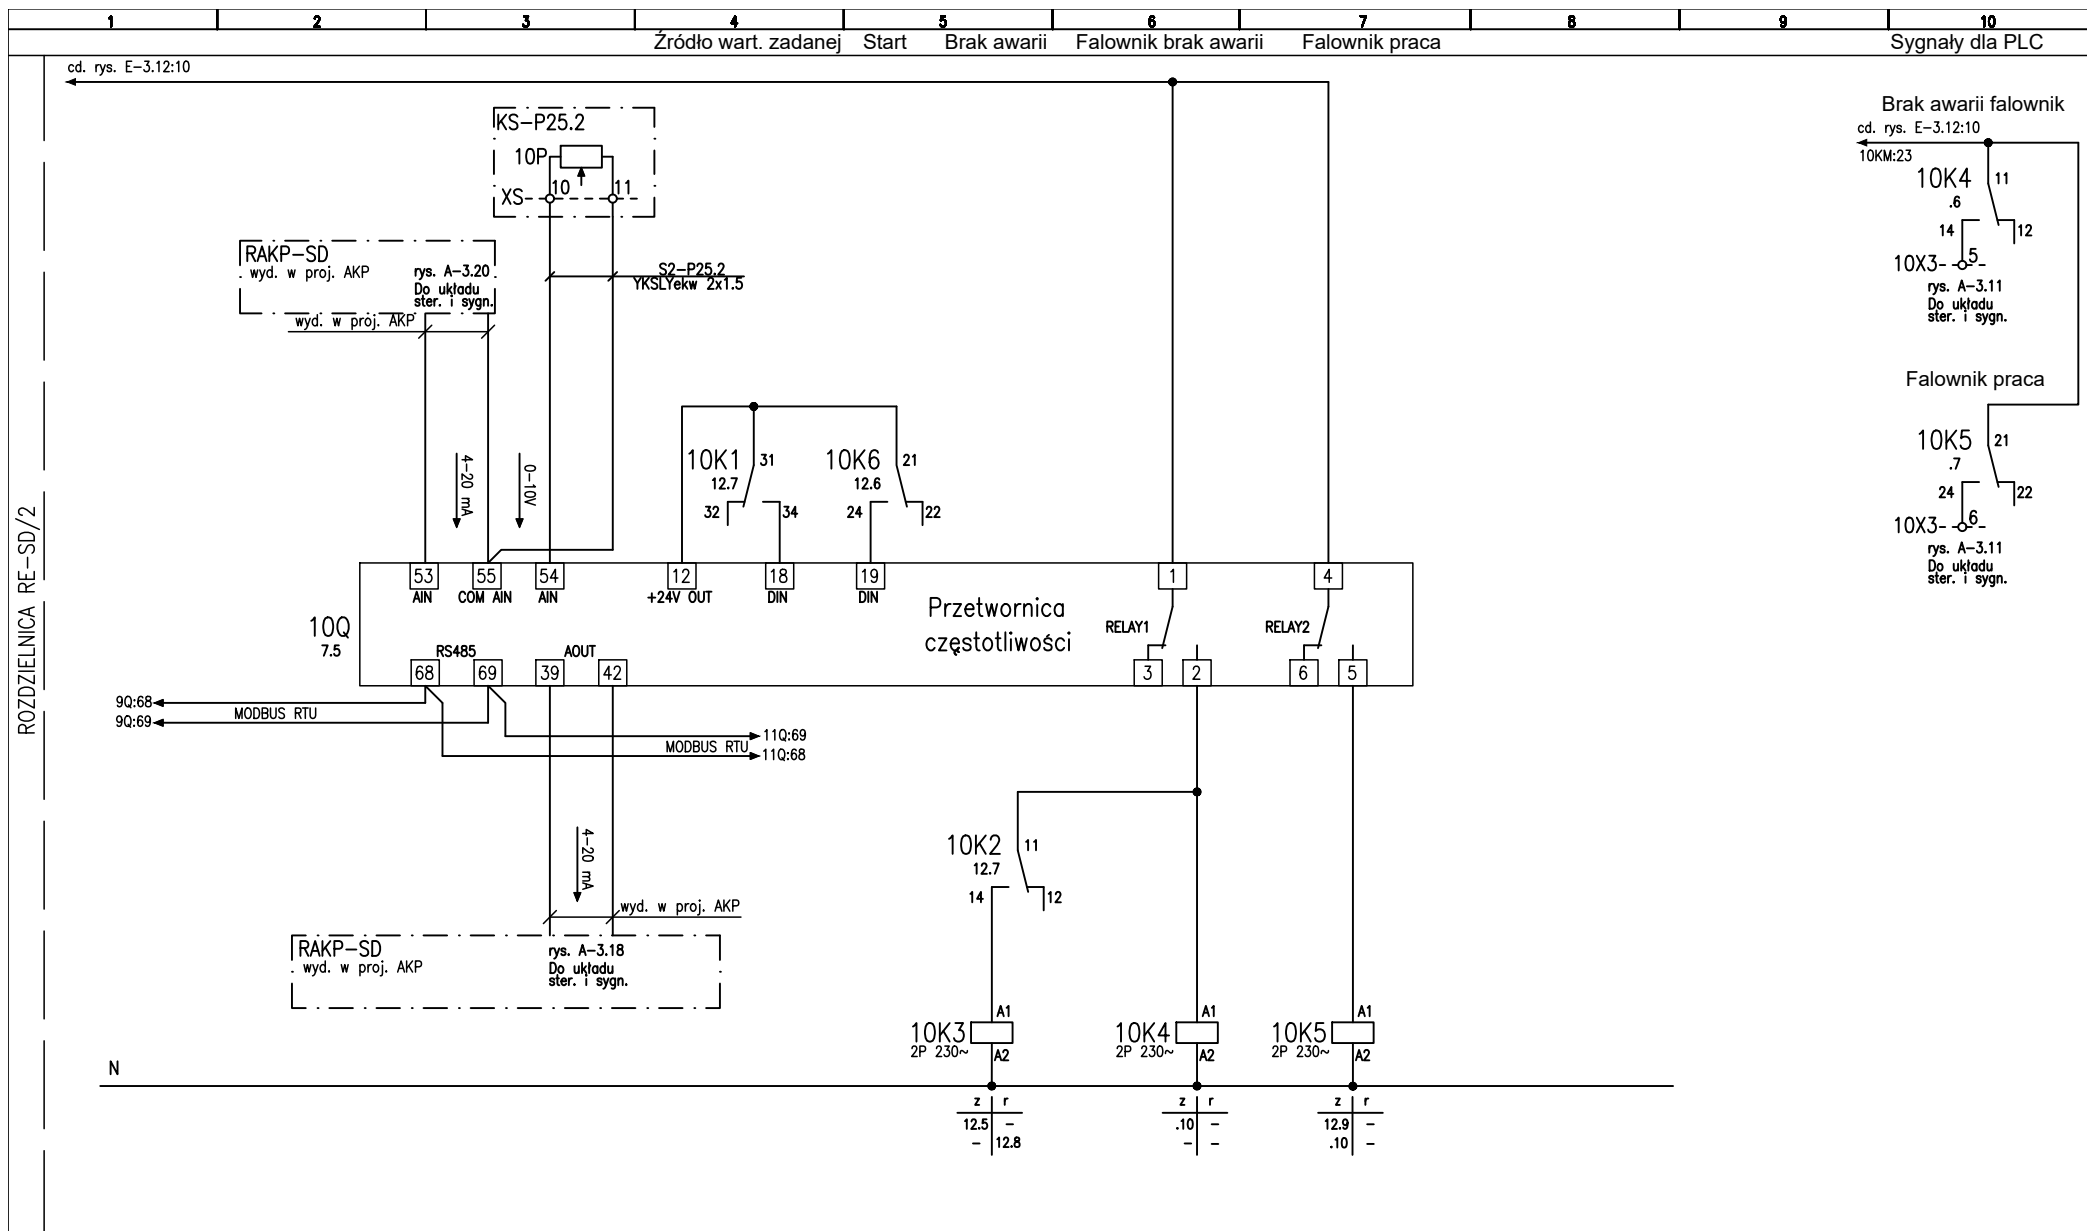 1 2 3 4 5 6 7 8 9 10
Źródło wart. zadanej Start Brak awarii Falownik brak awarii Falownik praca Sygnały dla PLC
cd. rys. E-3.12:10
KS-P25.2
10P
XS 10 11
S2-P25.2
YKSLYekw 2x1.5
RAKP-SD
wyd. w proj. AKP
rys. A-3.20
Do układu
ster. i sygn.
wyd. w proj. AKP
4-20 mA
0-10V
10K1 31
12.7
32 34
10K6 21
12.6
24 22
ROZDZIELNICA RE-SD/2
53 55 54 12 18 19 1 4
AIN COM AIN AIN +24V OUT DIN DIN
10Q
7.5
Przetwornica
częstotliwości
RELAY1 RELAY2
RS485 AOUT
68 69 39 42 3 2 6 5
9Q:68
9Q:69
MODBUS RTU
11Q:69
MODBUS RTU
11Q:68
4-20 mA
wyd. w proj. AKP
RAKP-SD
wyd. w proj. AKP
rys. A-3.18
Do układu
ster. i sygn.
10K2 11
12.7
14 12
A1 A1 A1
10K3 10K4 10K5
2P 230~ 2P 230~ 2P 230~
A2 A2 A2
N
z r z r z r
12.5 - .10 - 12.9 -
- 12.8 - - .10 -
Brak awarii falownik
cd. rys. E-3.12:10
10KM:23
10K4 11
.6
14 12
10X3 5
rys. A-3.11
Do układu
ster. i sygn.
Falownik praca
10K5 21
.7
24 22
10X3 6
rys. A-3.11
Do układu
ster. i sygn.